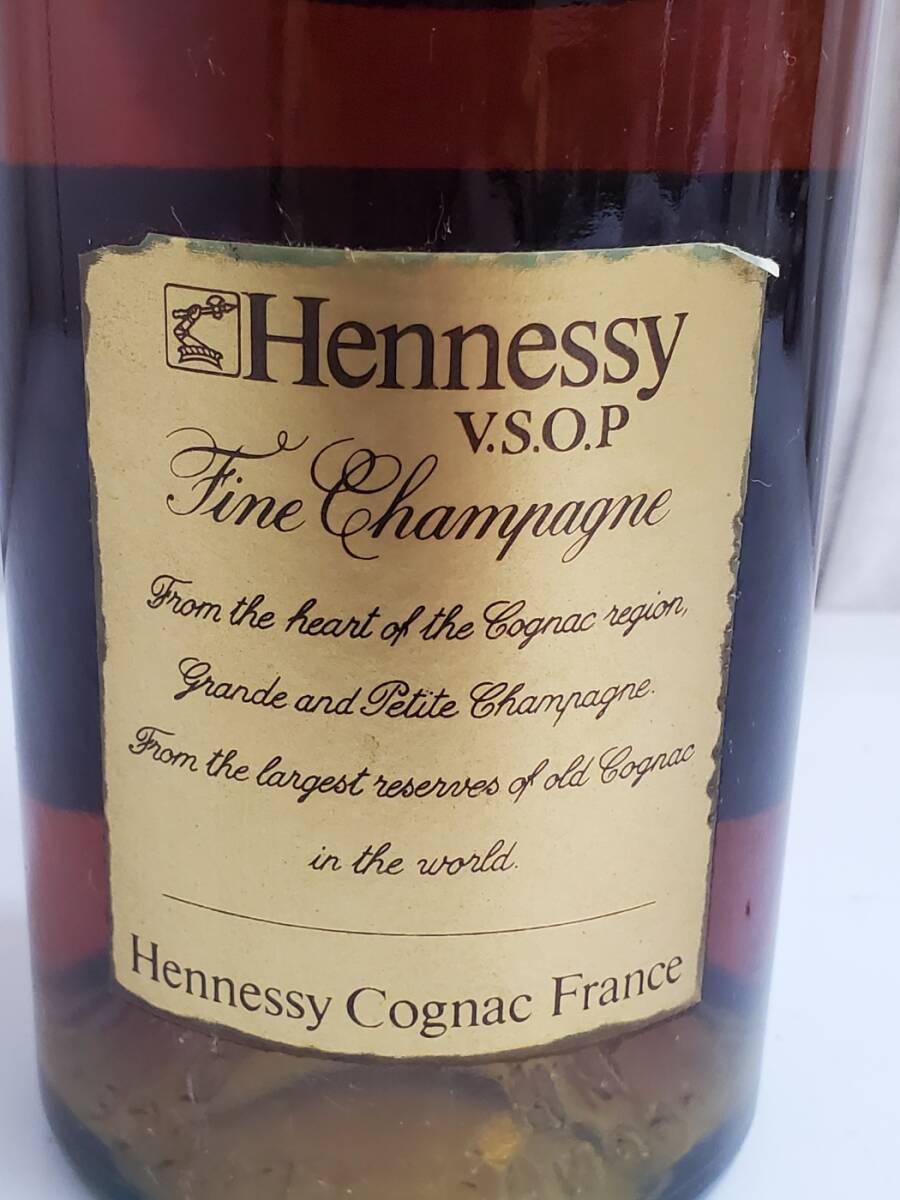 Hennessy
V.S.O.P
Fine Champagne
From the heart of the Cognac region,
Grande and Petite Champagne.
From the largest reserves of old Cognac
in the world.
Hennessy Cognac France